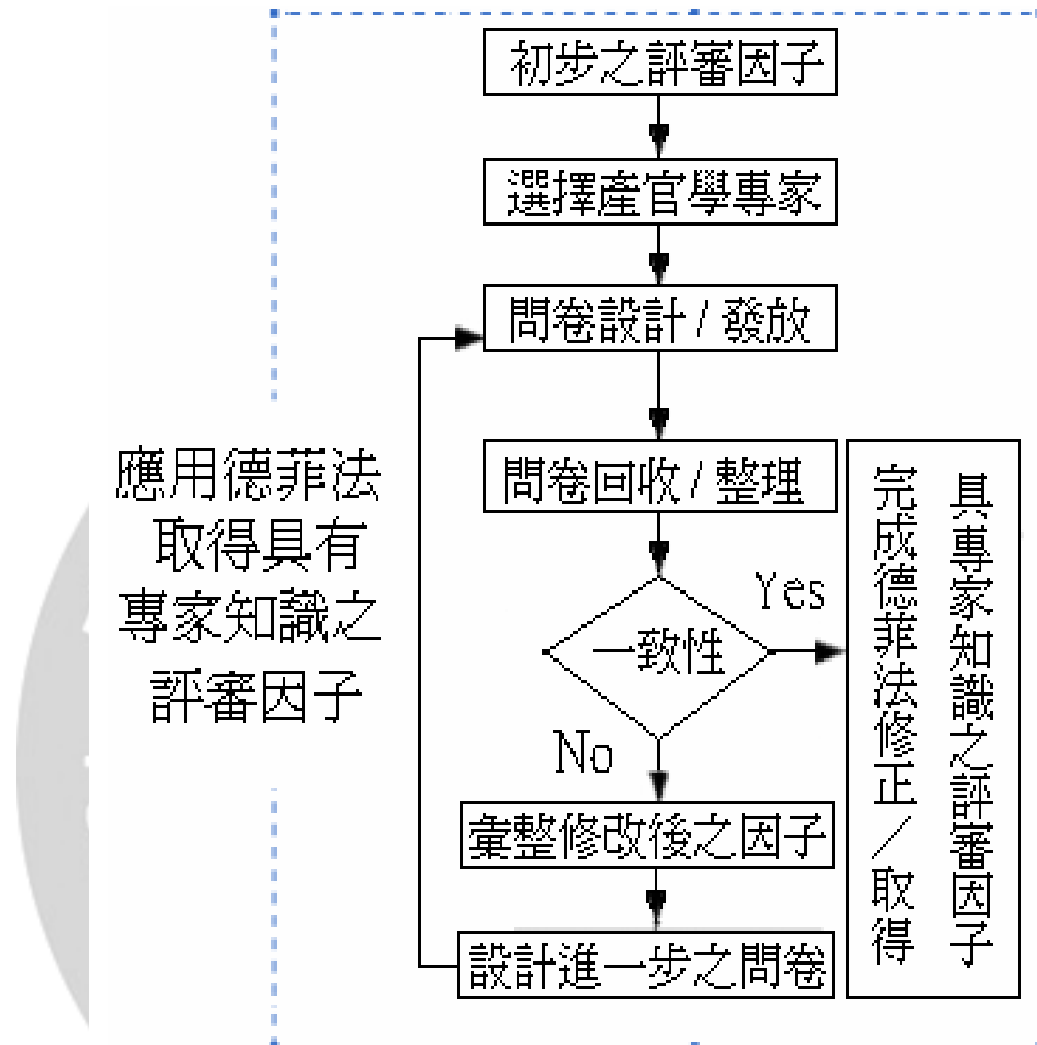 初步之評審因子
選擇產官學專家
問卷設計 / 發放
問卷回收 / 整理
一致性
Yes
No
彙整修改後之因子
設計進一步之問卷
完成德菲法修正／取得
具專家知識之評審因子
應用德菲法
取得具有
專家知識之
評審因子